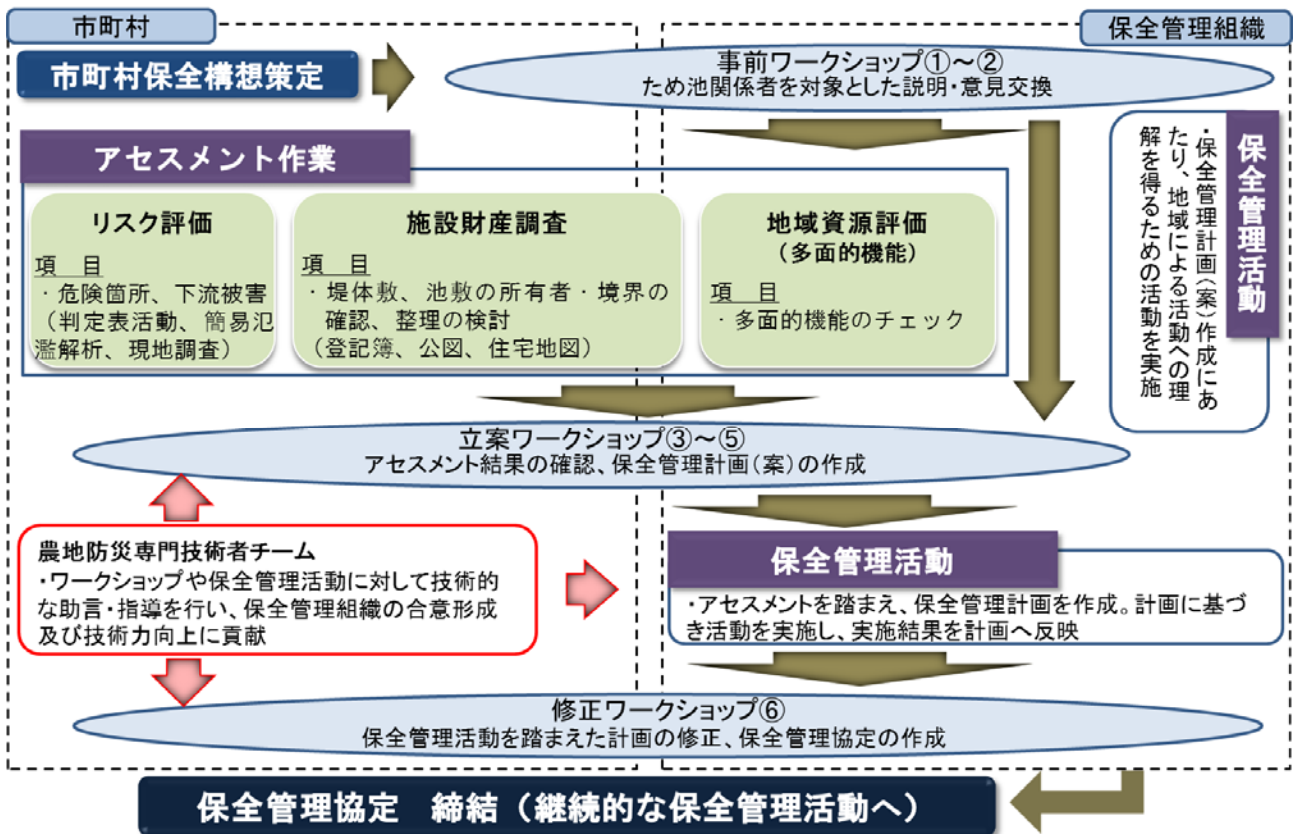 市町村
保全管理組織
市町村保全構想策定
事前ワークショップ①～②
ため池関係者を対象とした説明・意見交換
保全管理活動
・保全管理計画（案）作成にあ
たり、地域による活動への理
解を得るための活動を実施
アセスメント作業
リスク評価
項　目
・危険箇所、下流被害
（判定表活動、簡易氾
濫解析、現地調査）
施設財産調査
項　目
・堤体敷、池敷の所有者・境界の
確認、整理の検討
（登記簿、公図、住宅地図）
地域資源評価
（多面的機能）
項　目
・多面的機能のチェック
立案ワークショップ③～⑤
アセスメント結果の確認、保全管理計画（案）の作成
農地防災専門技術者チーム
・ワークショップや保全管理活動に対して技術的
な助言・指導を行い、保全管理組織の合意形成
及び技術力向上に貢献
保全管理活動
・アセスメントを踏まえ、保全管理計画を作成。計画に基づ
き活動を実施し、実施結果を計画へ反映
修正ワークショップ⑥
保全管理活動を踏まえた計画の修正、保全管理協定の作成
保全管理協定　締結（継続的な保全管理活動へ）